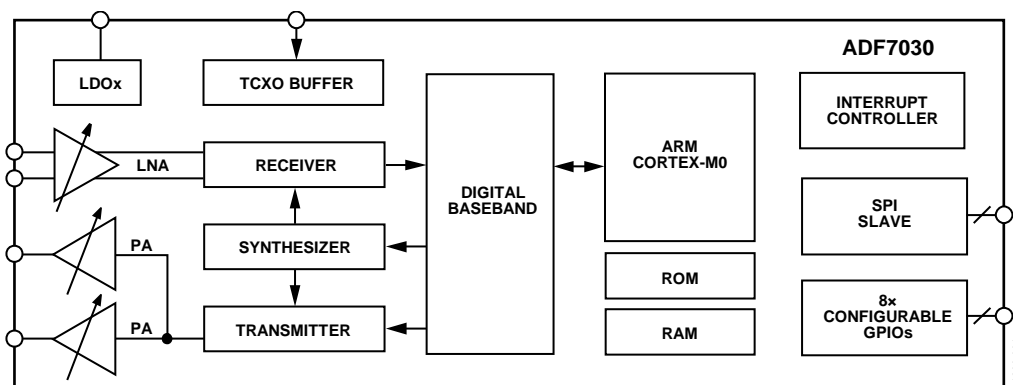 ADF7030
LDOx
TCXO BUFFER
INTERRUPT
CONTROLLER
LNA
RECEIVER
ARM
CORTEX-M0
DIGITAL
BASEBAND
SPI
SLAVE
PA
SYNTHESIZER
ROM
8×
CONFIGURABLE
GPIOs
PA
TRANSMITTER
RAM